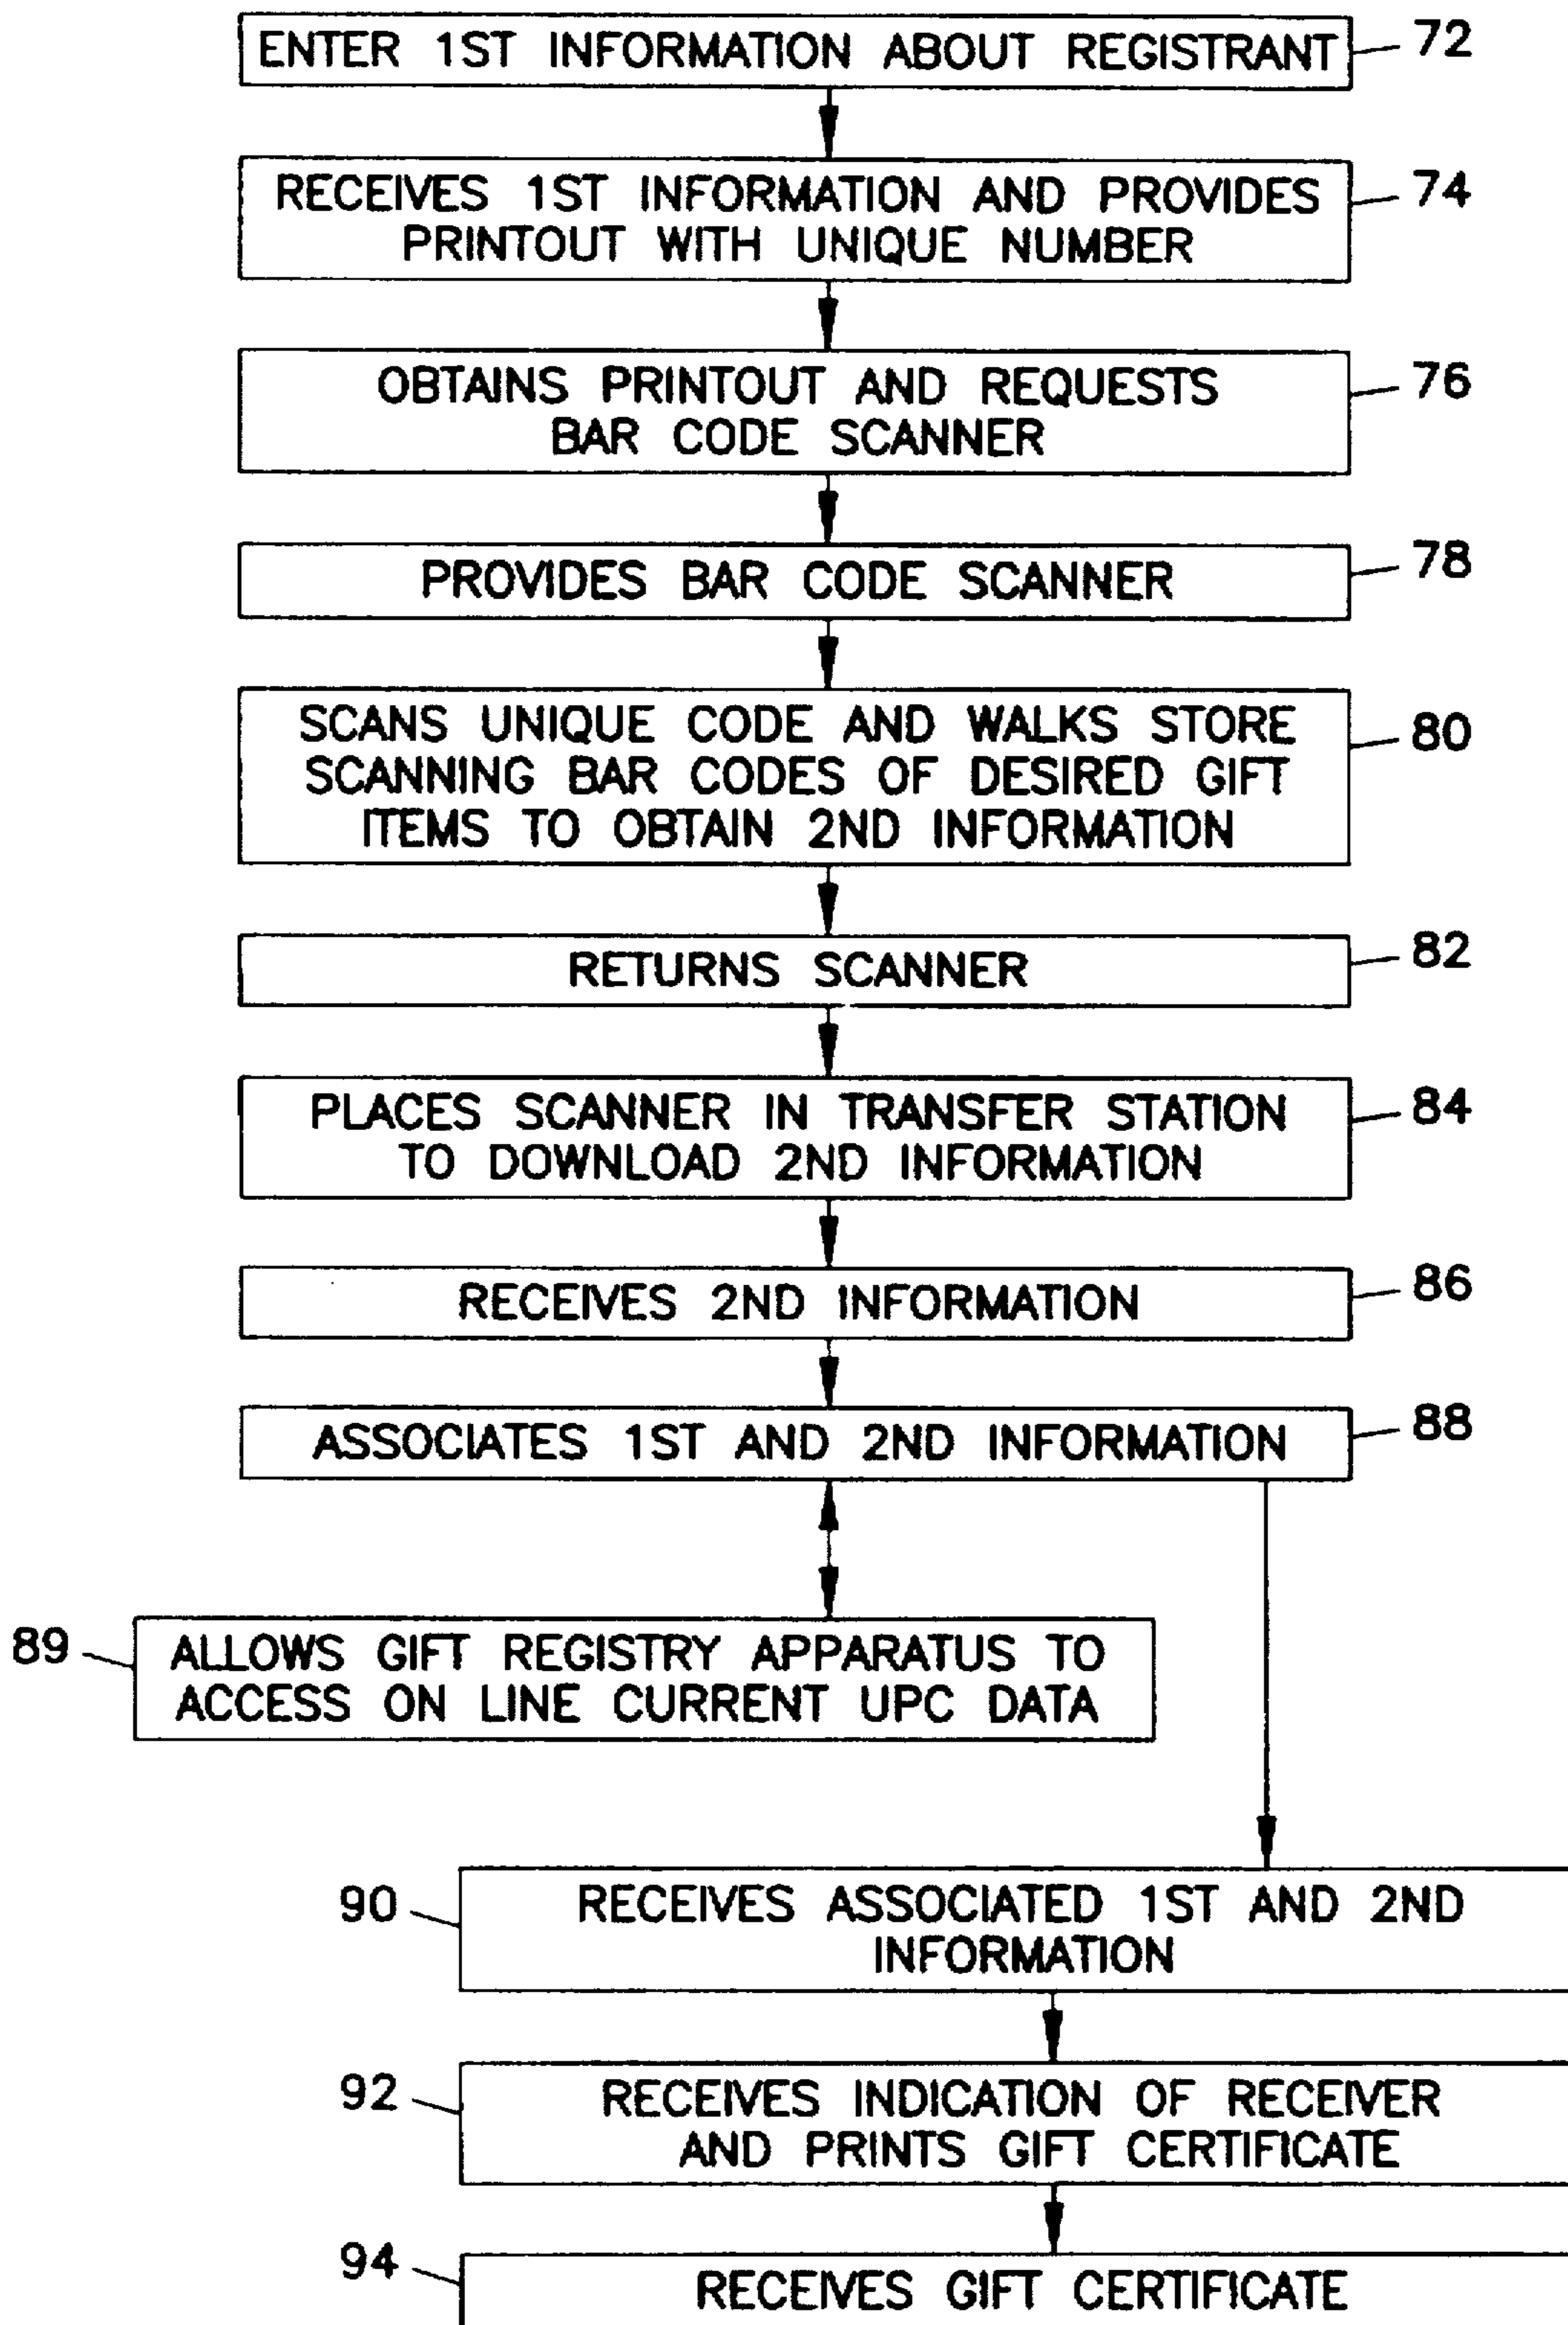 ENTER 1ST INFORMATION ABOUT REGISTRANT
72
RECEIVES 1ST INFORMATION AND PROVIDES
PRINTOUT WITH UNIQUE NUMBER
74
OBTAINS PRINTOUT AND REQUESTS
BAR CODE SCANNER
76
PROVIDES BAR CODE SCANNER
78
SCANS UNIQUE CODE AND WALKS STORE
SCANNING BAR CODES OF DESIRED GIFT
ITEMS TO OBTAIN 2ND INFORMATION
80
RETURNS SCANNER
82
PLACES SCANNER IN TRANSFER STATION
TO DOWNLOAD 2ND INFORMATION
84
RECEIVES 2ND INFORMATION
86
ASSOCIATES 1ST AND 2ND INFORMATION
88
89
ALLOWS GIFT REGISTRY APPARATUS TO
ACCESS ON LINE CURRENT UPC DATA
90
RECEIVES ASSOCIATED 1ST AND 2ND
INFORMATION
92
RECEIVES INDICATION OF RECEIVER
AND PRINTS GIFT CERTIFICATE
94
RECEIVES GIFT CERTIFICATE